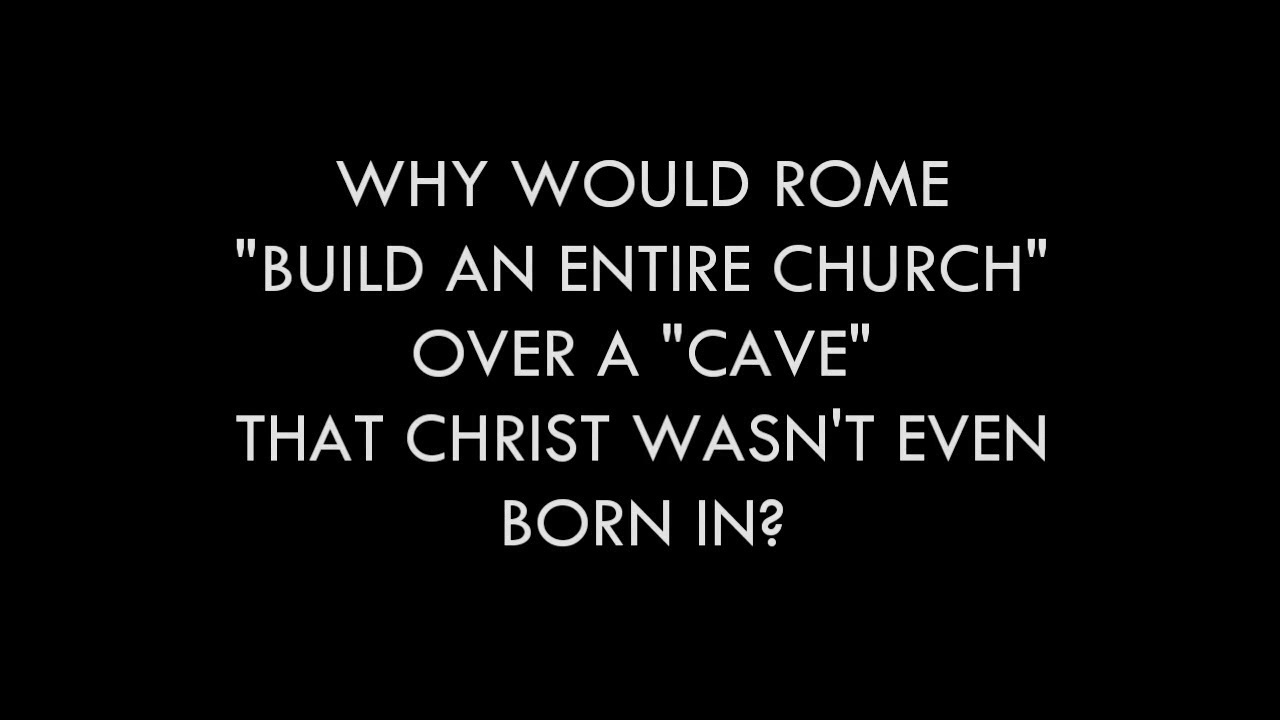 WHY WOULD ROME
"BUILD AN ENTIRE CHURCH"
OVER A "CAVE"
THAT CHRIST WASN'T EVEN
BORN IN?